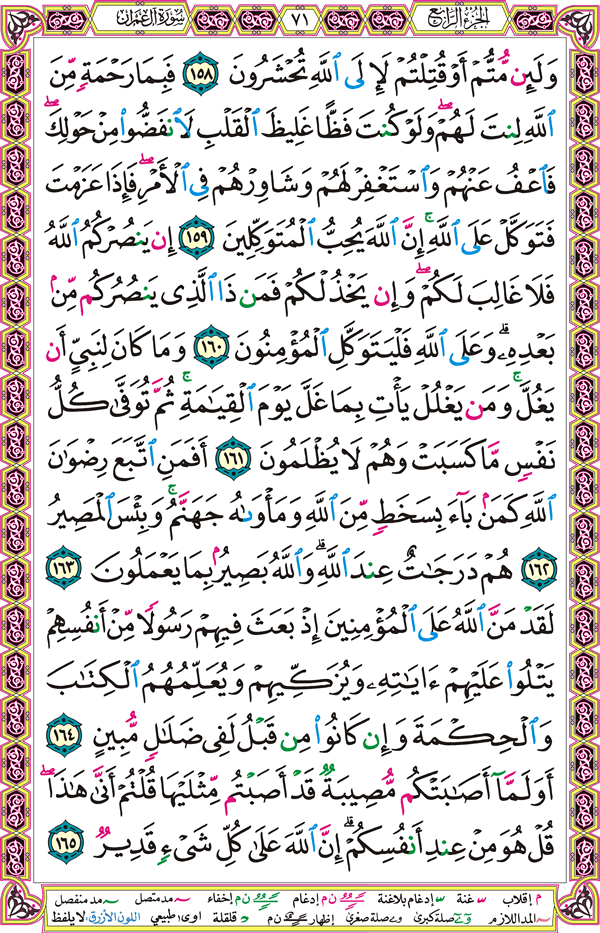 الجزء الرابع
٧١
سورة آل عمران
وَلَئِن مُّتُّمْ أَوْ قُتِلْتُمْ لَإِلَى ٱللَّهِ تُحْشَرُونَ ١٥٨ فَبِمَا رَحْمَةٍ مِّنَ
ٱللَّهِ لِنتَ لَهُمْ ۖ وَلَوْ كُنتَ فَظًّا غَلِيظَ ٱلْقَلْبِ لَٱنفَضُّوا۟ مِنْ حَوْلِكَ ۖ
فَٱعْفُ عَنْهُمْ وَٱسْتَغْفِرْ لَهُمْ وَشَاوِرْهُمْ فِى ٱلْأَمْرِ ۖ فَإِذَا عَزَمْتَ
فَتَوَكَّلْ عَلَى ٱللَّهِ ۚ إِنَّ ٱللَّهَ يُحِبُّ ٱلْمُتَوَكِّلِينَ ١٥٩ إِن يَنصُرْكُمُ ٱللَّهُ
فَلَا غَالِبَ لَكُمْ ۖ وَإِن يَخْذُلْكُمْ فَمَن ذَا ٱلَّذِى يَنصُرُكُم مِّنۢ
بَعْدِهِۦ ۗ وَعَلَى ٱللَّهِ فَلْيَتَوَكَّلِ ٱلْمُؤْمِنُونَ ١٦٠ وَمَا كَانَ لِنَبِىٍّ أَن
يَغُلَّ ۚ وَمَن يَغْلُلْ يَأْتِ بِمَا غَلَّ يَوْمَ ٱلْقِيَـٰمَةِ ۚ ثُمَّ تُوَفَّىٰ كُلُّ
نَفْسٍ مَّا كَسَبَتْ وَهُمْ لَا يُظْلَمُونَ ١٦١ أَفَمَنِ ٱتَّبَعَ رِضْوَٰنَ
ٱللَّهِ كَمَنۢ بَآءَ بِسَخَطٍ مِّنَ ٱللَّهِ وَمَأْوَىٰهُ جَهَنَّمُ ۚ وَبِئْسَ ٱلْمَصِيرُ
١٦٢ هُمْ دَرَجَـٰتٌ عِندَ ٱللَّهِ ۗ وَٱللَّهُ بَصِيرٌۢ بِمَا يَعْمَلُونَ ١٦٣
لَقَدْ مَنَّ ٱللَّهُ عَلَى ٱلْمُؤْمِنِينَ إِذْ بَعَثَ فِيهِمْ رَسُولًا مِّنْ أَنفُسِهِمْ
يَتْلُوا۟ عَلَيْهِمْ ءَايَـٰتِهِۦ وَيُزَكِّيهِمْ وَيُعَلِّمُهُمُ ٱلْكِتَـٰبَ
وَٱلْحِكْمَةَ وَإِن كَانُوا۟ مِن قَبْلُ لَفِى ضَلَـٰلٍ مُّبِينٍ ١٦٤
أَوَلَمَّآ أَصَـٰبَتْكُم مُّصِيبَةٌ قَدْ أَصَبْتُم مِّثْلَيْهَا قُلْتُمْ أَنَّىٰ هَـٰذَا ۖ
قُلْ هُوَ مِنْ عِندِ أَنفُسِكُمْ ۗ إِنَّ ٱللَّهَ عَلَىٰ كُلِّ شَىْءٍ قَدِيرٌ ١٦٥
م إقلاب غنة إدغام بلاغنة ن م إدغام ن م إخفاء مد متصل مد منفصل
المد اللازم صلة كبرى صلة صغرى إظهار ن م قلقلة اوى: طبيعي اللون الأزرق: لا يلفظ